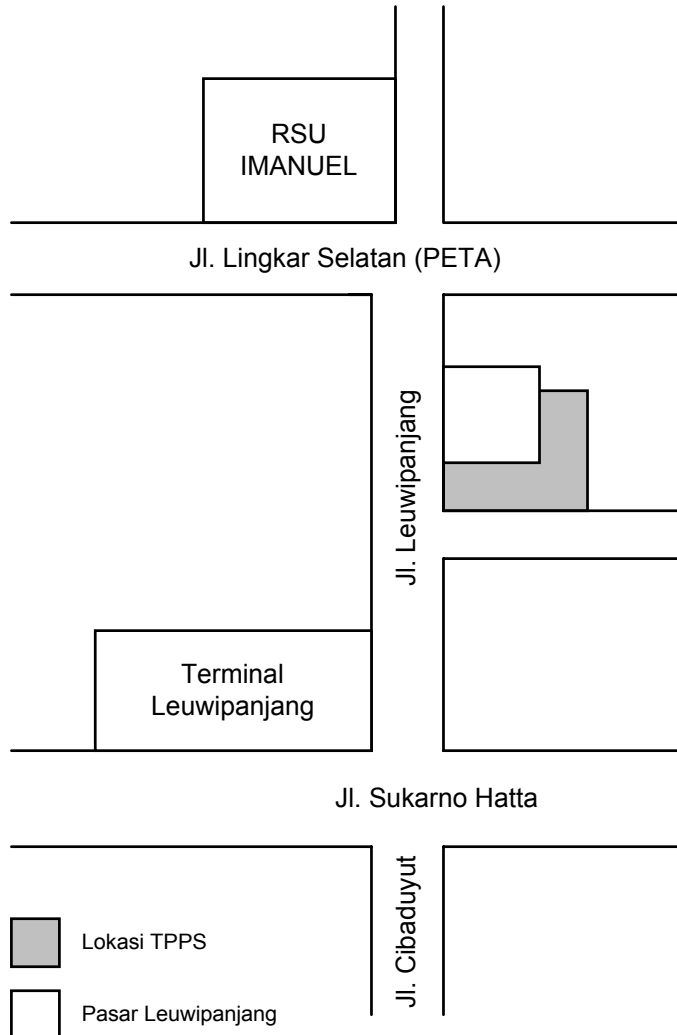 RSU
IMANUEL
Jl. Lingkar Selatan (PETA)
Jl. Leuwipanjang
Terminal
Leuwipanjang
Jl. Sukarno Hatta
Jl. Cibaduyut
Lokasi TPPS
Pasar Leuwipanjang